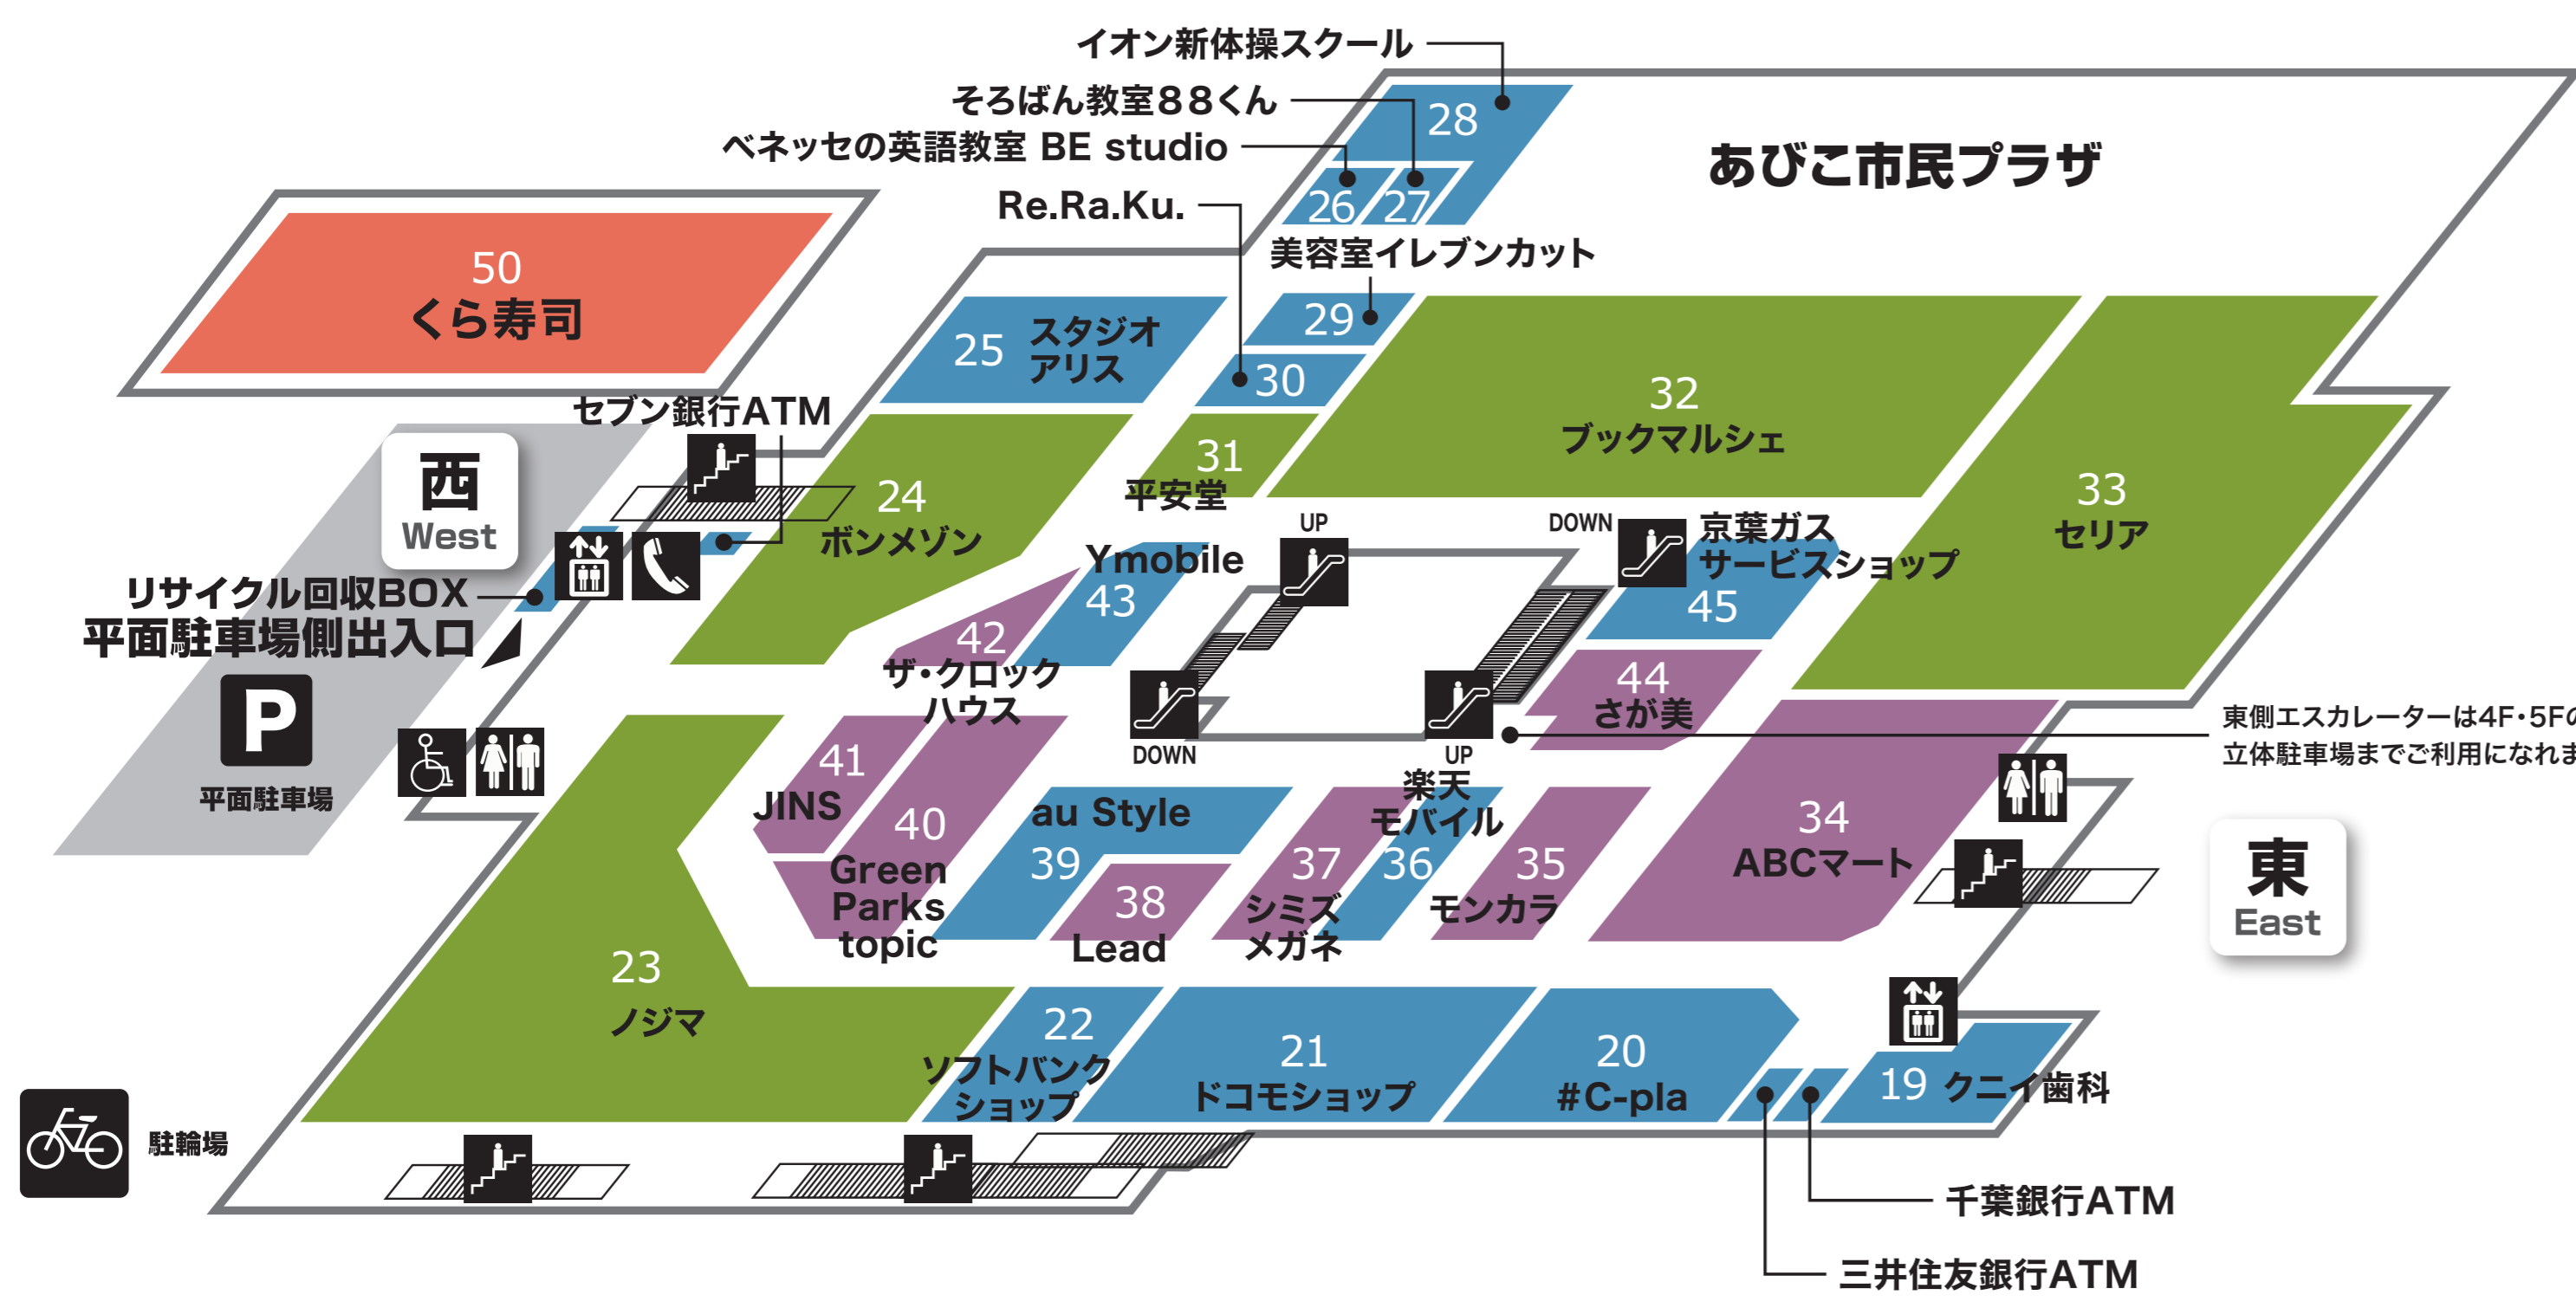 イオン新体操スクール
そろばん教室88くん
ベネッセの英語教室 BE studio
Re.Ra.Ku.
28
26
27
あびこ市民プラザ
美容室イレブンカット
50
くら寿司
25
スタジオ
アリス
29
30
32
ブックマルシェ
33
セリア
セブン銀行ATM
西
West
24
ボンメゾン
31
平安堂
リサイクル回収BOX
平面駐車場側出入口
P
平面駐車場
Ymobile
43
UP
DOWN
京葉ガス
サービスショップ
45
42
ザ・クロック
ハウス
DOWN
UP
44
さが美
東側エスカレーターは4F・5Fの
立体駐車場までご利用になれま
41
JINS
40
Green
Parks
topic
au Style
39
38
Lead
37
シミズ
メガネ
楽天
モバイル
36
35
モンカラ
34
ABCマート
東
East
23
ノジマ
22
ソフトバンク
ショップ
21
ドコモショップ
20
#C-pla
19
クニイ歯科
駐輪場
千葉銀行ATM
三井住友銀行ATM